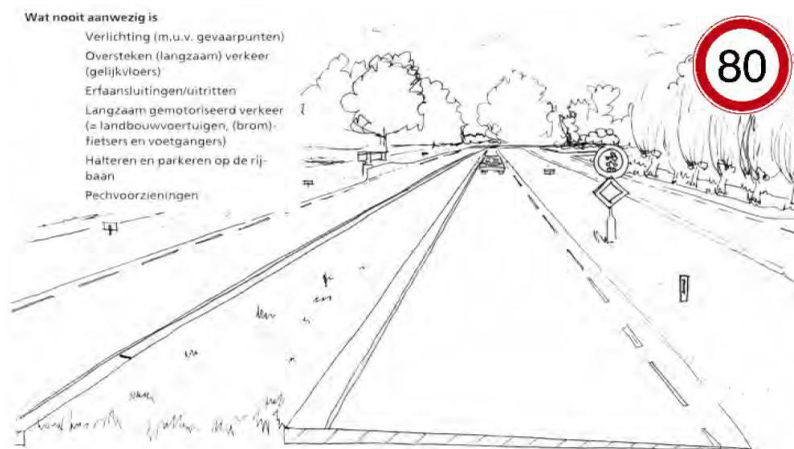 Wat nooit aanwezig is
Verlichting (m.u.v. gevaarpunten)
Oversteken (langzaam) verkeer
(gelijkvloers)
Erfaansluitingen/uitritten
Langzaam gemotoriseerd verkeer
(= landbouwvoertuigen, (brom)-
fietsers en voetgangers)
Halteren en parkeren op de rij-
baan
Pechvoorzieningen
80